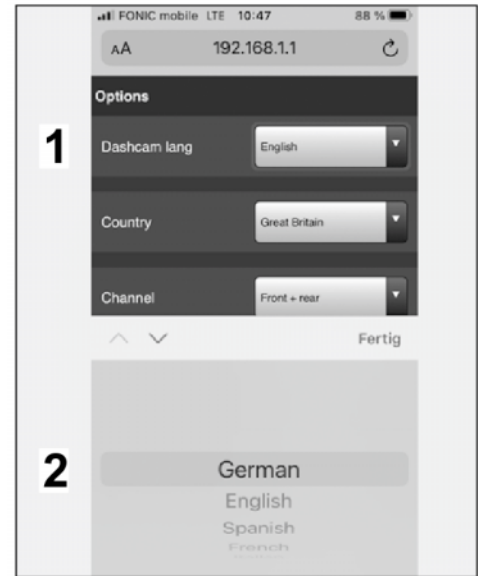 FONIC mobile LTE 10:47 88 %
AA 192.168.1.1
Options
1
Dashcam lang English
Country Great Britain
Channel Front + rear
Fertig
2
German
English
Spanish
French